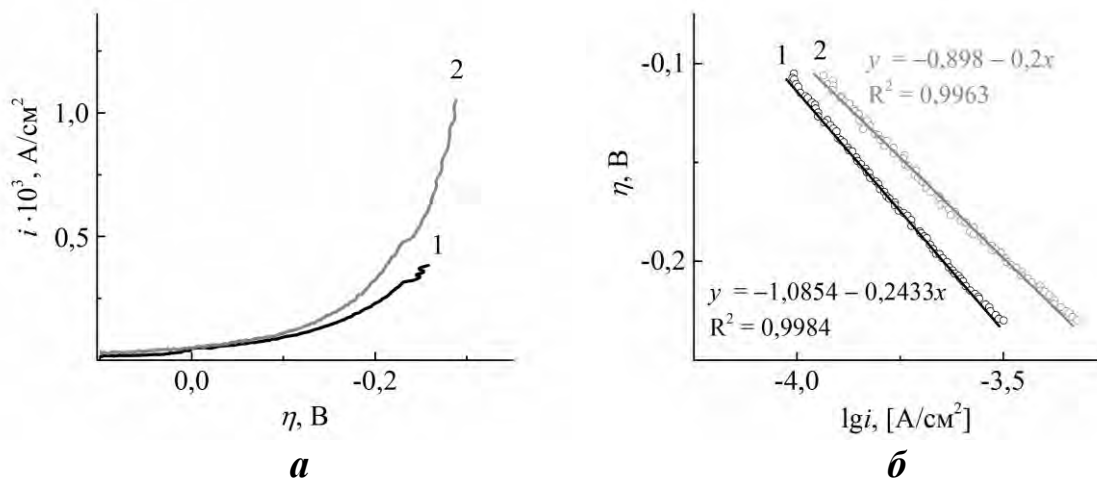 i·10³, А/см²
1,0
0,5
2
1
0,0
-0,2
η, В
а
η, В
-0,1
-0,2
1 2
y = –0,898 – 0,2x
R² = 0,9963
y = –1,0854 – 0,2433x
R² = 0,9984
-4,0
-3,5
lgi, [А/см²]
б